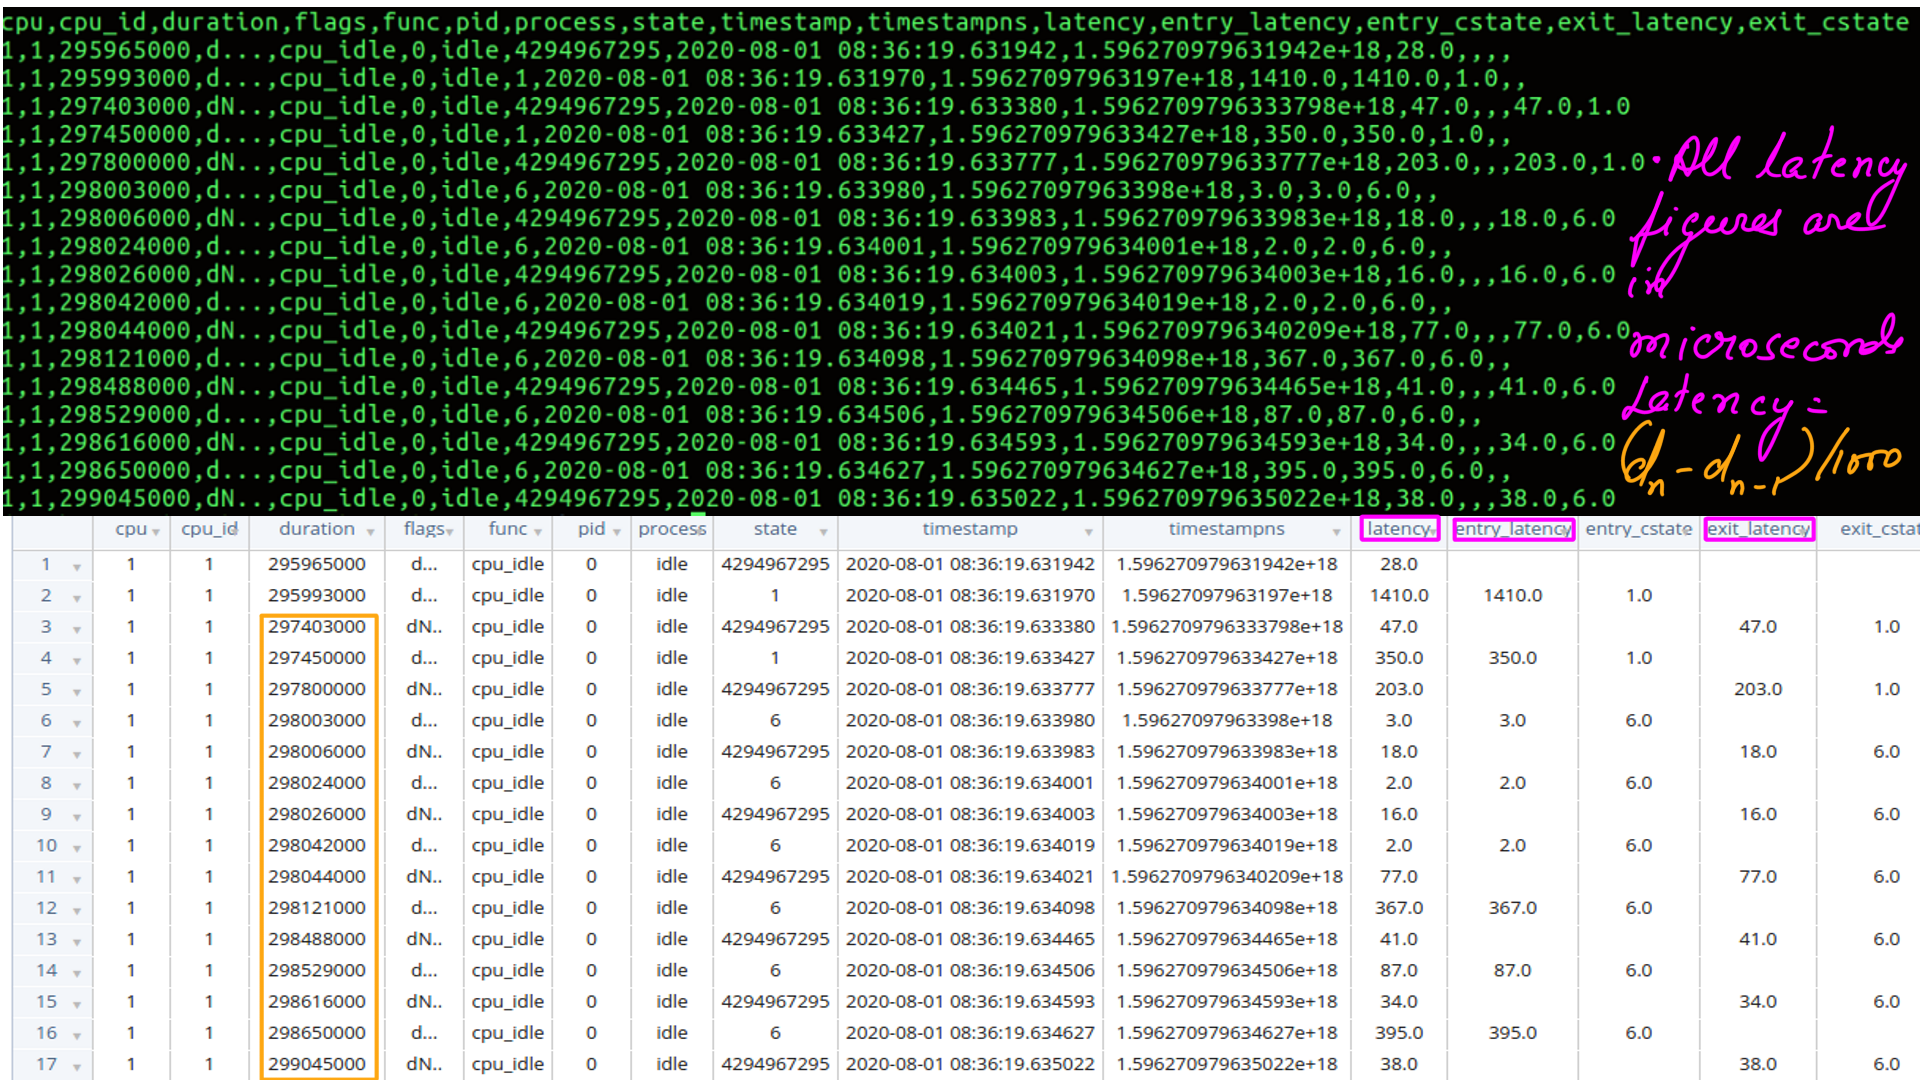 cpu,cpu_id,duration,flags,func,pid,process,state,timestamp,timestampns,latency,entry_latency,entry_cstate,exit_latency,exit_cstate
1,1,295965000,d...,cpu_idle,0,idle,4294967295,2020-08-01 08:36:19.631942,1.596270979631942e+18,28.0,,,,
1,1,295993000,d...,cpu_idle,0,idle,1,2020-08-01 08:36:19.631970,1.59627097963197e+18,1410.0,1410.0,1.0,,
1,1,297403000,dN..,cpu_idle,0,idle,4294967295,2020-08-01 08:36:19.633380,1.5962709796333798e+18,47.0,,,47.0,1.0
1,1,297450000,d...,cpu_idle,0,idle,1,2020-08-01 08:36:19.633427,1.596270979633427e+18,350.0,350.0,1.0,,
1,1,297800000,dN..,cpu_idle,0,idle,4294967295,2020-08-01 08:36:19.633777,1.596270979633777e+18,203.0,,,203.0,1.0
1,1,298003000,d...,cpu_idle,0,idle,6,2020-08-01 08:36:19.633980,1.59627097963398e+18,3.0,3.0,6.0,,
1,1,298006000,dN..,cpu_idle,0,idle,4294967295,2020-08-01 08:36:19.633983,1.596270979633983e+18,18.0,,,18.0,6.0
1,1,298024000,d...,cpu_idle,0,idle,6,2020-08-01 08:36:19.634001,1.596270979634001e+18,2.0,2.0,6.0,,
1,1,298026000,dN..,cpu_idle,0,idle,4294967295,2020-08-01 08:36:19.634003,1.596270979634003e+18,16.0,,,16.0,6.0
1,1,298042000,d...,cpu_idle,0,idle,6,2020-08-01 08:36:19.634019,1.596270979634019e+18,2.0,2.0,6.0,,
1,1,298044000,dN..,cpu_idle,0,idle,4294967295,2020-08-01 08:36:19.634021,1.5962709796340209e+18,77.0,,,77.0,6.0
1,1,298121000,d...,cpu_idle,0,idle,6,2020-08-01 08:36:19.634098,1.596270979634098e+18,367.0,367.0,6.0,,
1,1,298488000,dN..,cpu_idle,0,idle,4294967295,2020-08-01 08:36:19.634465,1.596270979634465e+18,41.0,,,41.0,6.0
1,1,298529000,d...,cpu_idle,0,idle,6,2020-08-01 08:36:19.634506,1.596270979634506e+18,87.0,87.0,6.0,,
1,1,298616000,dN..,cpu_idle,0,idle,4294967295,2020-08-01 08:36:19.634593,1.596270979634593e+18,34.0,,,34.0,6.0
1,1,298650000,d...,cpu_idle,0,idle,6,2020-08-01 08:36:19.634627,1.596270979634627e+18,395.0,395.0,6.0,,
1,1,299045000,dN..,cpu_idle,0,idle,4294967295,2020-08-01 08:36:19.635022,1.596270979635022e+18,38.0,,,38.0,6.0
· All latency
figures are
in
microseconds
Latency =
(dn - dn-1)/1000
cpu cpu_id duration flags func pid process state timestamp timestampns latency entry_latency entry_cstate exit_latency exit_cstat
1 1 1 295965000 d... cpu_idle 0 idle 4294967295 2020-08-01 08:36:19.631942 1.596270979631942e+18 28.0
2 1 1 295993000 d... cpu_idle 0 idle 1 2020-08-01 08:36:19.631970 1.59627097963197e+18 1410.0 1410.0 1.0
3 1 1 297403000 dN.. cpu_idle 0 idle 4294967295 2020-08-01 08:36:19.633380 1.5962709796333798e+18 47.0 47.0 1.0
4 1 1 297450000 d... cpu_idle 0 idle 1 2020-08-01 08:36:19.633427 1.596270979633427e+18 350.0 350.0 1.0
5 1 1 297800000 dN.. cpu_idle 0 idle 4294967295 2020-08-01 08:36:19.633777 1.596270979633777e+18 203.0 203.0 1.0
6 1 1 298003000 d... cpu_idle 0 idle 6 2020-08-01 08:36:19.633980 1.59627097963398e+18 3.0 3.0 6.0
7 1 1 298006000 dN.. cpu_idle 0 idle 4294967295 2020-08-01 08:36:19.633983 1.596270979633983e+18 18.0 18.0 6.0
8 1 1 298024000 d... cpu_idle 0 idle 6 2020-08-01 08:36:19.634001 1.596270979634001e+18 2.0 2.0 6.0
9 1 1 298026000 dN.. cpu_idle 0 idle 4294967295 2020-08-01 08:36:19.634003 1.596270979634003e+18 16.0 16.0 6.0
10 1 1 298042000 d... cpu_idle 0 idle 6 2020-08-01 08:36:19.634019 1.596270979634019e+18 2.0 2.0 6.0
11 1 1 298044000 dN.. cpu_idle 0 idle 4294967295 2020-08-01 08:36:19.634021 1.5962709796340209e+18 77.0 77.0 6.0
12 1 1 298121000 d... cpu_idle 0 idle 6 2020-08-01 08:36:19.634098 1.596270979634098e+18 367.0 367.0 6.0
13 1 1 298488000 dN.. cpu_idle 0 idle 4294967295 2020-08-01 08:36:19.634465 1.596270979634465e+18 41.0 41.0 6.0
14 1 1 298529000 d... cpu_idle 0 idle 6 2020-08-01 08:36:19.634506 1.596270979634506e+18 87.0 87.0 6.0
15 1 1 298616000 dN.. cpu_idle 0 idle 4294967295 2020-08-01 08:36:19.634593 1.596270979634593e+18 34.0 34.0 6.0
16 1 1 298650000 d... cpu_idle 0 idle 6 2020-08-01 08:36:19.634627 1.596270979634627e+18 395.0 395.0 6.0
17 1 1 299045000 dN.. cpu_idle 0 idle 4294967295 2020-08-01 08:36:19.635022 1.596270979635022e+18 38.0 38.0 6.0